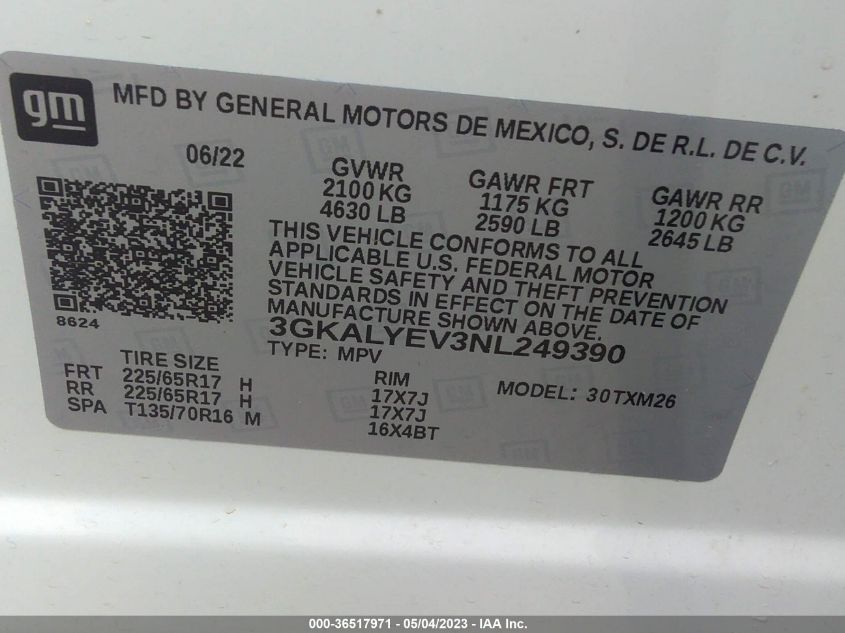 gm
MFD BY GENERAL MOTORS DE MEXICO, S. DE R.L. DE C.V.
06/22
GVWR
2100 KG
4630 LB
GAWR FRT
1175 KG
2590 LB
GAWR RR
1200 KG
2645 LB
THIS VEHICLE CONFORMS TO ALL
APPLICABLE U.S. FEDERAL MOTOR
VEHICLE SAFETY AND THEFT PREVENTION
STANDARDS IN EFFECT ON THE DATE OF
MANUFACTURE SHOWN ABOVE.
3GKALYEV3NL249390
TYPE: MPV
8624
TIRE SIZE
FRT 225/65R17 H
RR 225/65R17 H
SPA T135/70R16 M
RIM
17X7J
17X7J
16X4BT
MODEL: 30TXM26
000-36517971 - 05/04/2023 - IAA Inc.